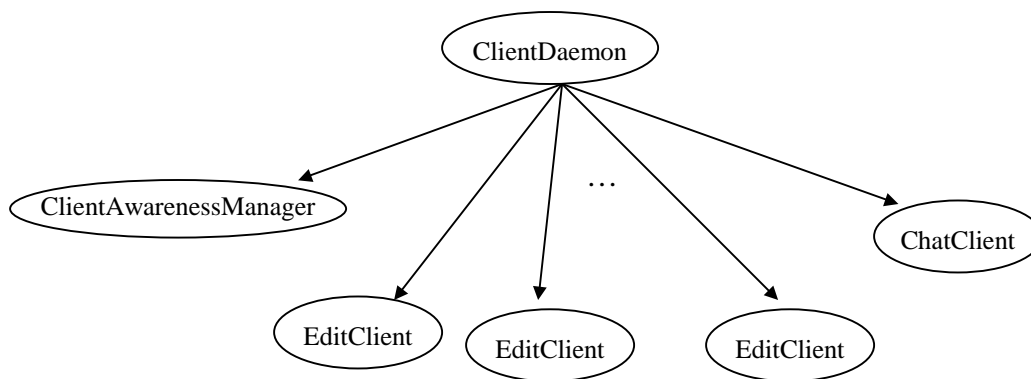 ClientDaemon
…
ClientAwarenessManager
ChatClient
EditClient
EditClient
EditClient